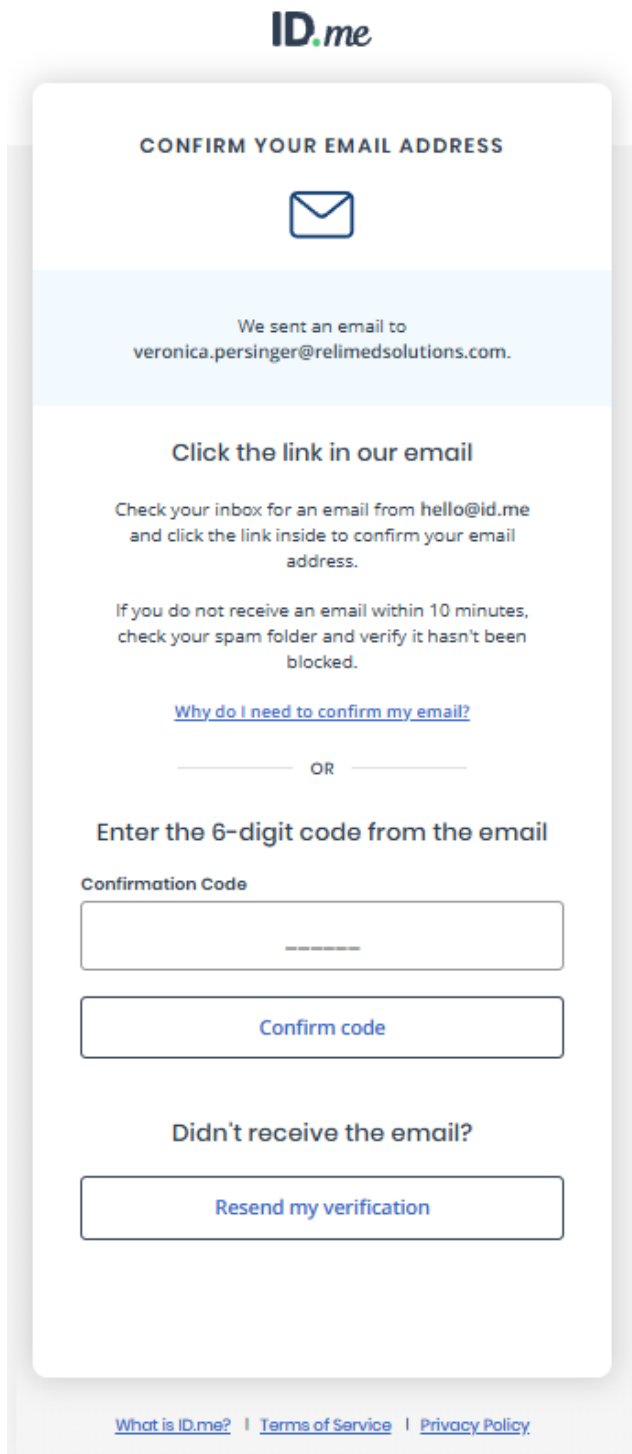 ID.me
CONFIRM YOUR EMAIL ADDRESS
We sent an email to
veronica.persinger@relimedsolutions.com.
Click the link in our email
Check your inbox for an email from hello@id.me
and click the link inside to confirm your email
address.
If you do not receive an email within 10 minutes,
check your spam folder and verify it hasn't been
blocked.
Why do I need to confirm my email?
OR
Enter the 6-digit code from the email
Confirmation Code
______
Confirm code
Didn't receive the email?
Resend my verification
What is ID.me? | Terms of Service | Privacy Policy